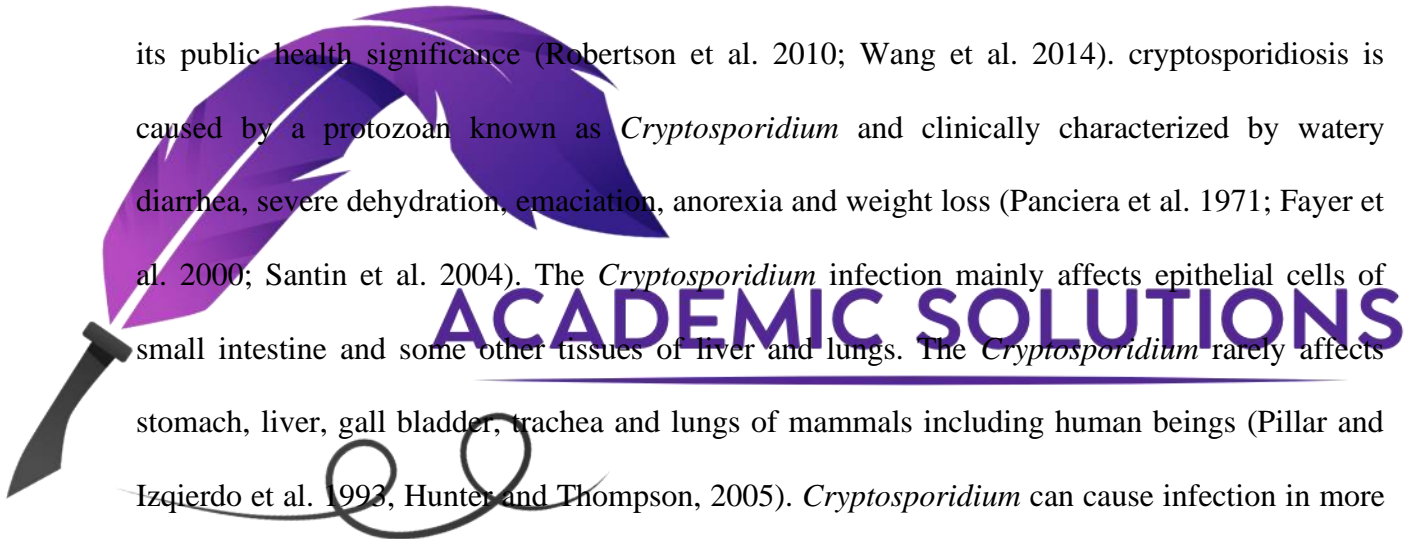 its public health significance (Robertson et al. 2010; Wang et al. 2014). cryptosporidiosis is
caused by a protozoan known as Cryptosporidium and clinically characterized by watery
diarrhea, severe dehydration, emaciation, anorexia and weight loss (Panciera et al. 1971; Fayer et
al. 2000; Santin et al. 2004). The Cryptosporidium infection mainly affects epithelial cells of
ACADEMIC SOLUTIONS
small intestine and some other tissues of liver and lungs. The Cryptosporidium rarely affects
stomach, liver, gall bladder, trachea and lungs of mammals including human beings (Pillar and
Izqierdo et al. 1993, Hunter and Thompson, 2005). Cryptosporidium can cause infection in more